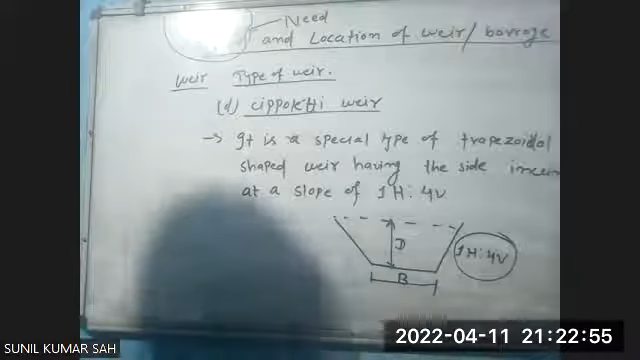 Need
and Location of weir/ barrage
weir Type of weir.
(d) cippoletti weir
→ It is a special type of trapezoidal
shaped weir having the side
at a slope of 1H:4V
D
1H:4V
B
2022-04-11 21:22:55
SUNIL KUMAR SAH